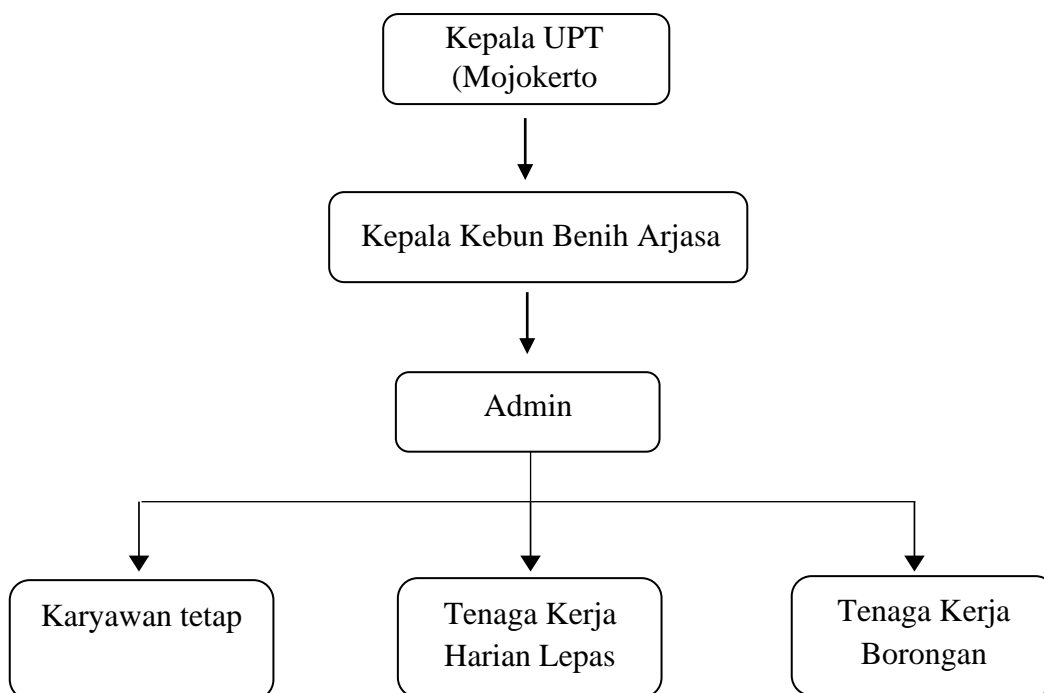 Kepala UPT
(Mojokerto
Kepala Kebun Benih Arjasa
Admin
Karyawan tetap
Tenaga Kerja
Harian Lepas
Tenaga Kerja
Borongan